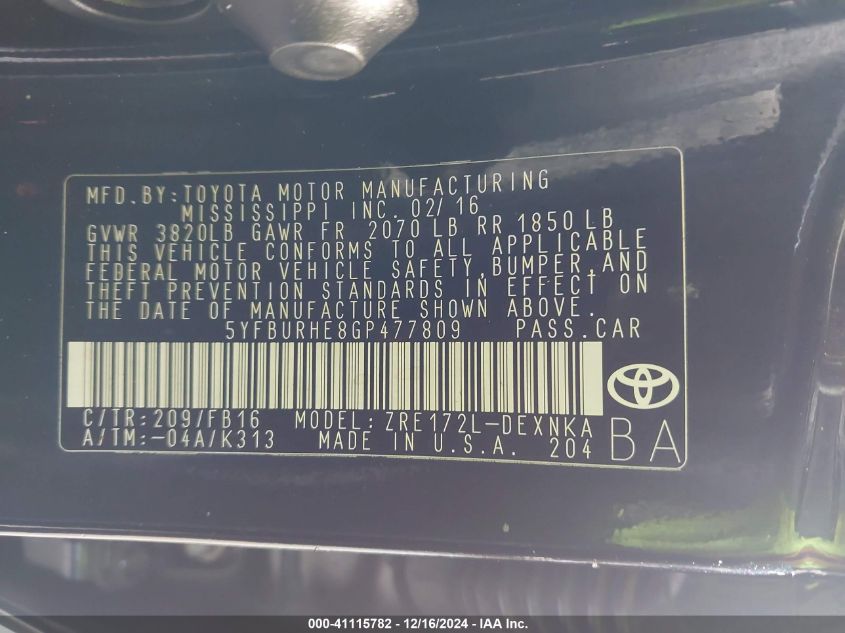 MFD.BY:TOYOTA MOTOR MANUFACTURING
MISSISSIPPI INC. 02/16
GVWR 3820LB GAWR FR 2070 LB RR 1850 LB
THIS VEHICLE CONFORMS TO ALL APPLICABLE
FEDERAL MOTOR VEHICLE SAFETY,BUMPER,AND
THEFT PREVENTION STANDARDS IN EFFECT ON
THE DATE OF MANUFACTURE SHOWN ABOVE.
5YFBURHE8GP477809 PASS.CAR
C/TR:209/FB16 MODEL:ZRE172L-DEXNKA
A/TM:-04A/K313 MADE IN U.S.A. 204
BA
000-41115782 - 12/16/2024 - IAA Inc.